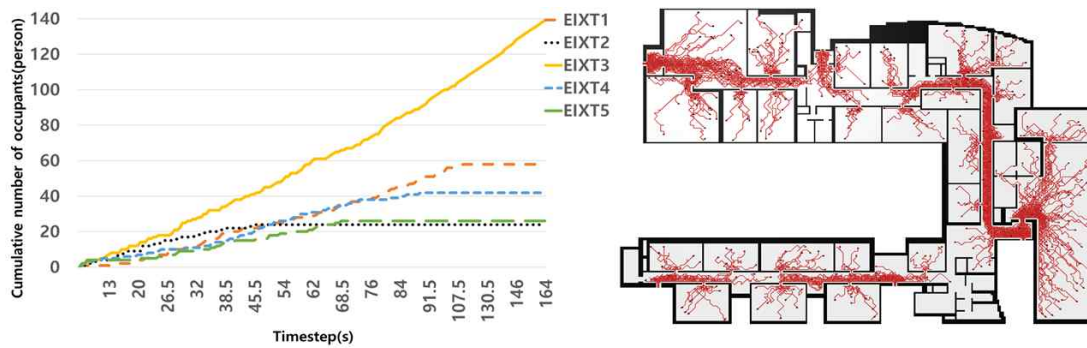 Cumulative number of occupants(person)
140
120
100
80
60
40
20
0
13 20 26.5 32 38.5 45.5 54 62 68.5 76 84 91.5 107.5 130.5 146 164
Timestep(s)
EIXT1
EIXT2
EIXT3
EIXT4
EIXT5